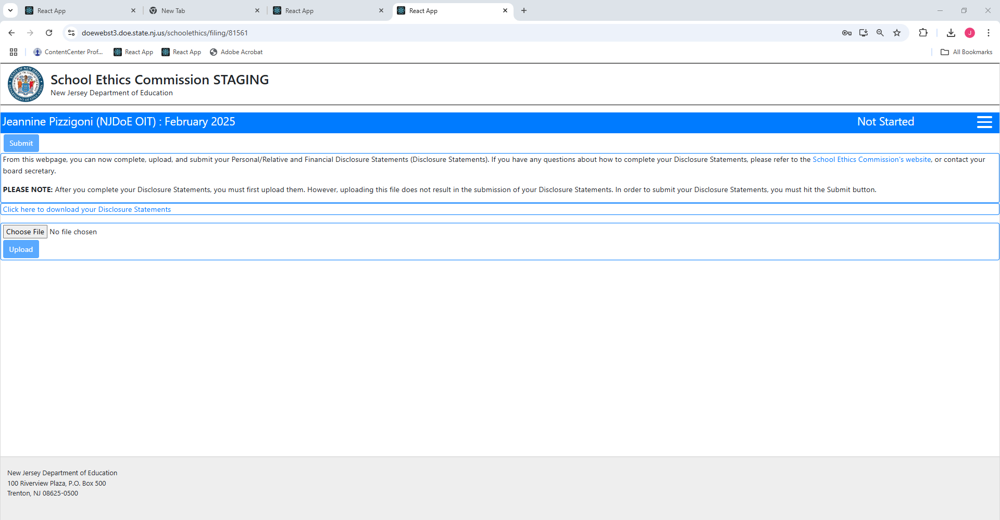 React App
New Tab
React App
React App
doewebst3.doe.state.nj.us/schoolethics/filing/81561
J
ContentCenter Prof...
React App
React App
Adobe Acrobat
All Bookmarks
School Ethics Commission STAGING
New Jersey Department of Education
Jeannine Pizzigoni (NJDoE OIT) : February 2025
Not Started
Submit
From this webpage, you can now complete, upload, and submit your Personal/Relative and Financial Disclosure Statements (Disclosure Statements). If you have any questions about how to complete your Disclosure Statements, please refer to the School Ethics Commission's website, or contact your
board secretary.
PLEASE NOTE: After you complete your Disclosure Statements, you must first upload them. However, uploading this file does not result in the submission of your Disclosure Statements. In order to submit your Disclosure Statements, you must hit the Submit button.
Click here to download your Disclosure Statements
Choose File No file chosen
Upload
New Jersey Department of Education
100 Riverview Plaza, P.O. Box 500
Trenton, NJ 08625-0500